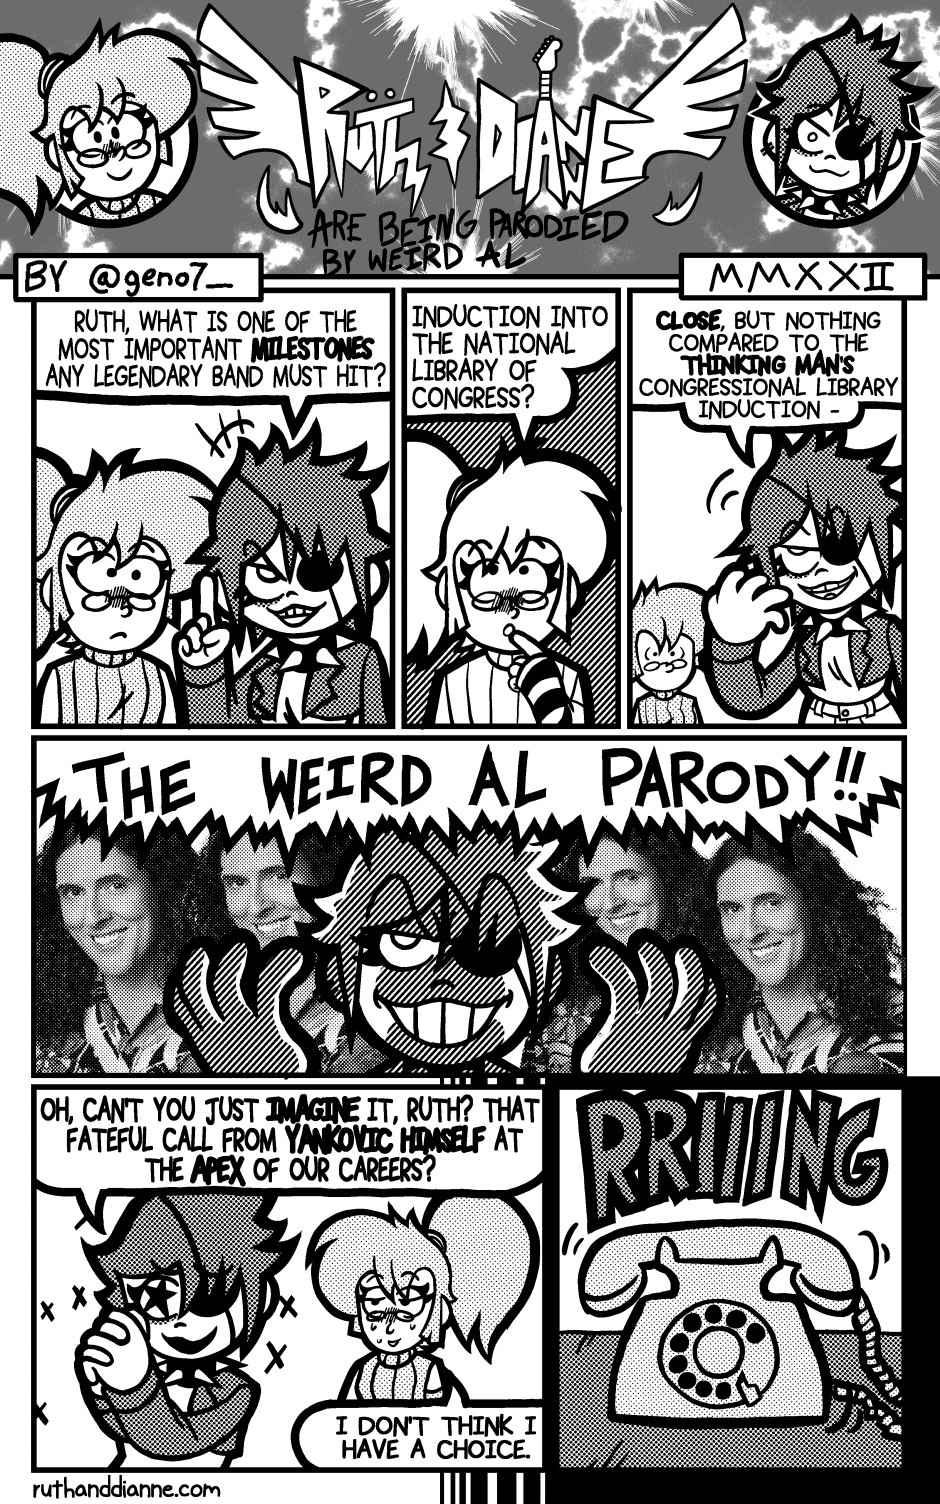 RÜTH & DIANNE
ARE BEING PARODIED
BY WEIRD AL
BY @geno7_
MMXXII
RUTH, WHAT IS ONE OF THE
MOST IMPORTANT MILESTONES
ANY LEGENDARY BAND MUST HIT?
INDUCTION INTO
THE NATIONAL
LIBRARY OF
CONGRESS?
CLOSE, BUT NOTHING
COMPARED TO THE
THINKING MAN'S
CONGRESSIONAL LIBRARY
INDUCTION -
THE WEIRD AL PARODY!!
OH, CAN'T YOU JUST IMAGINE IT, RUTH? THAT
FATEFUL CALL FROM YANKOVIC HIMSELF AT
THE APEX OF OUR CAREERS?
I DON'T THINK I
HAVE A CHOICE.
RRIIING
ruthanddianne.com